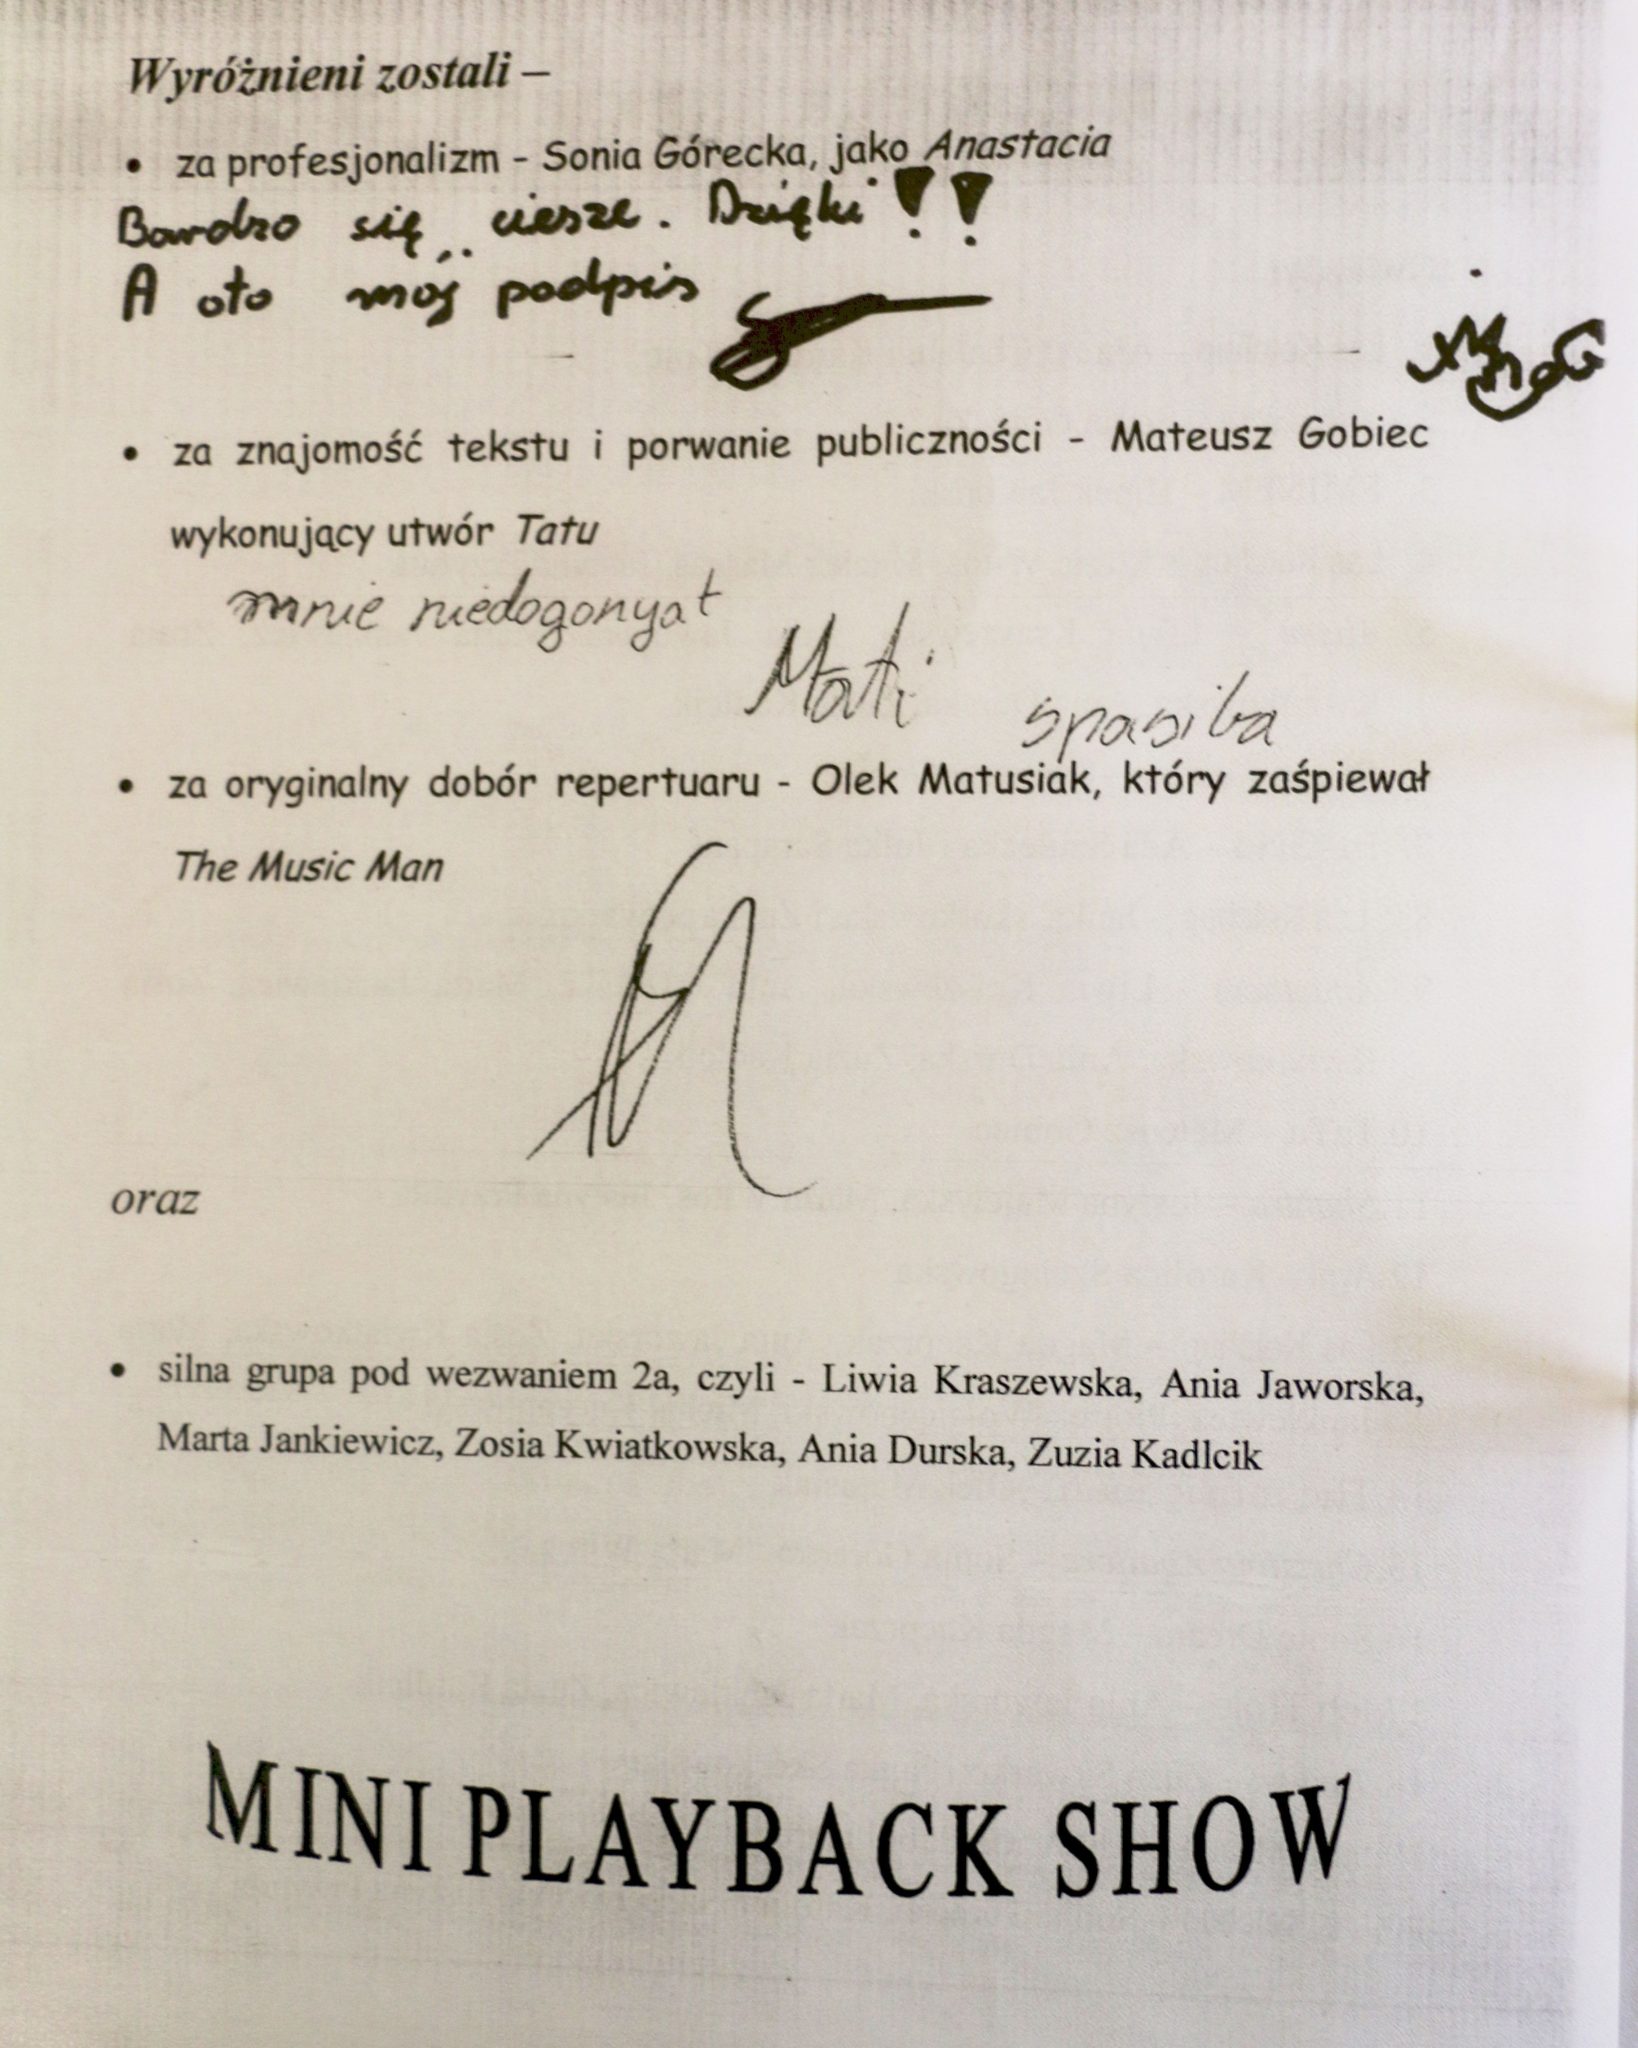 Wyróżnieni zostali –
• za profesjonalizm - Sonia Górecka, jako Anastacia
Bardzo się cieszę. Dzięki!!
A oto mój podpis
• za znajomość tekstu i porwanie publiczności - Mateusz Gobiec
wykonujący utwór Tatu
mnie niedogonyat
Mati
spasiba
• za oryginalny dobór repertuaru - Olek Matusiak, który zaśpiewał
The Music Man
oraz
• silna grupa pod wezwaniem 2a, czyli - Liwia Kraszewska, Ania Jaworska,
Marta Jankiewicz, Zosia Kwiatkowska, Ania Durska, Zuzia Kadlcik
MINI PLAYBACK SHOW